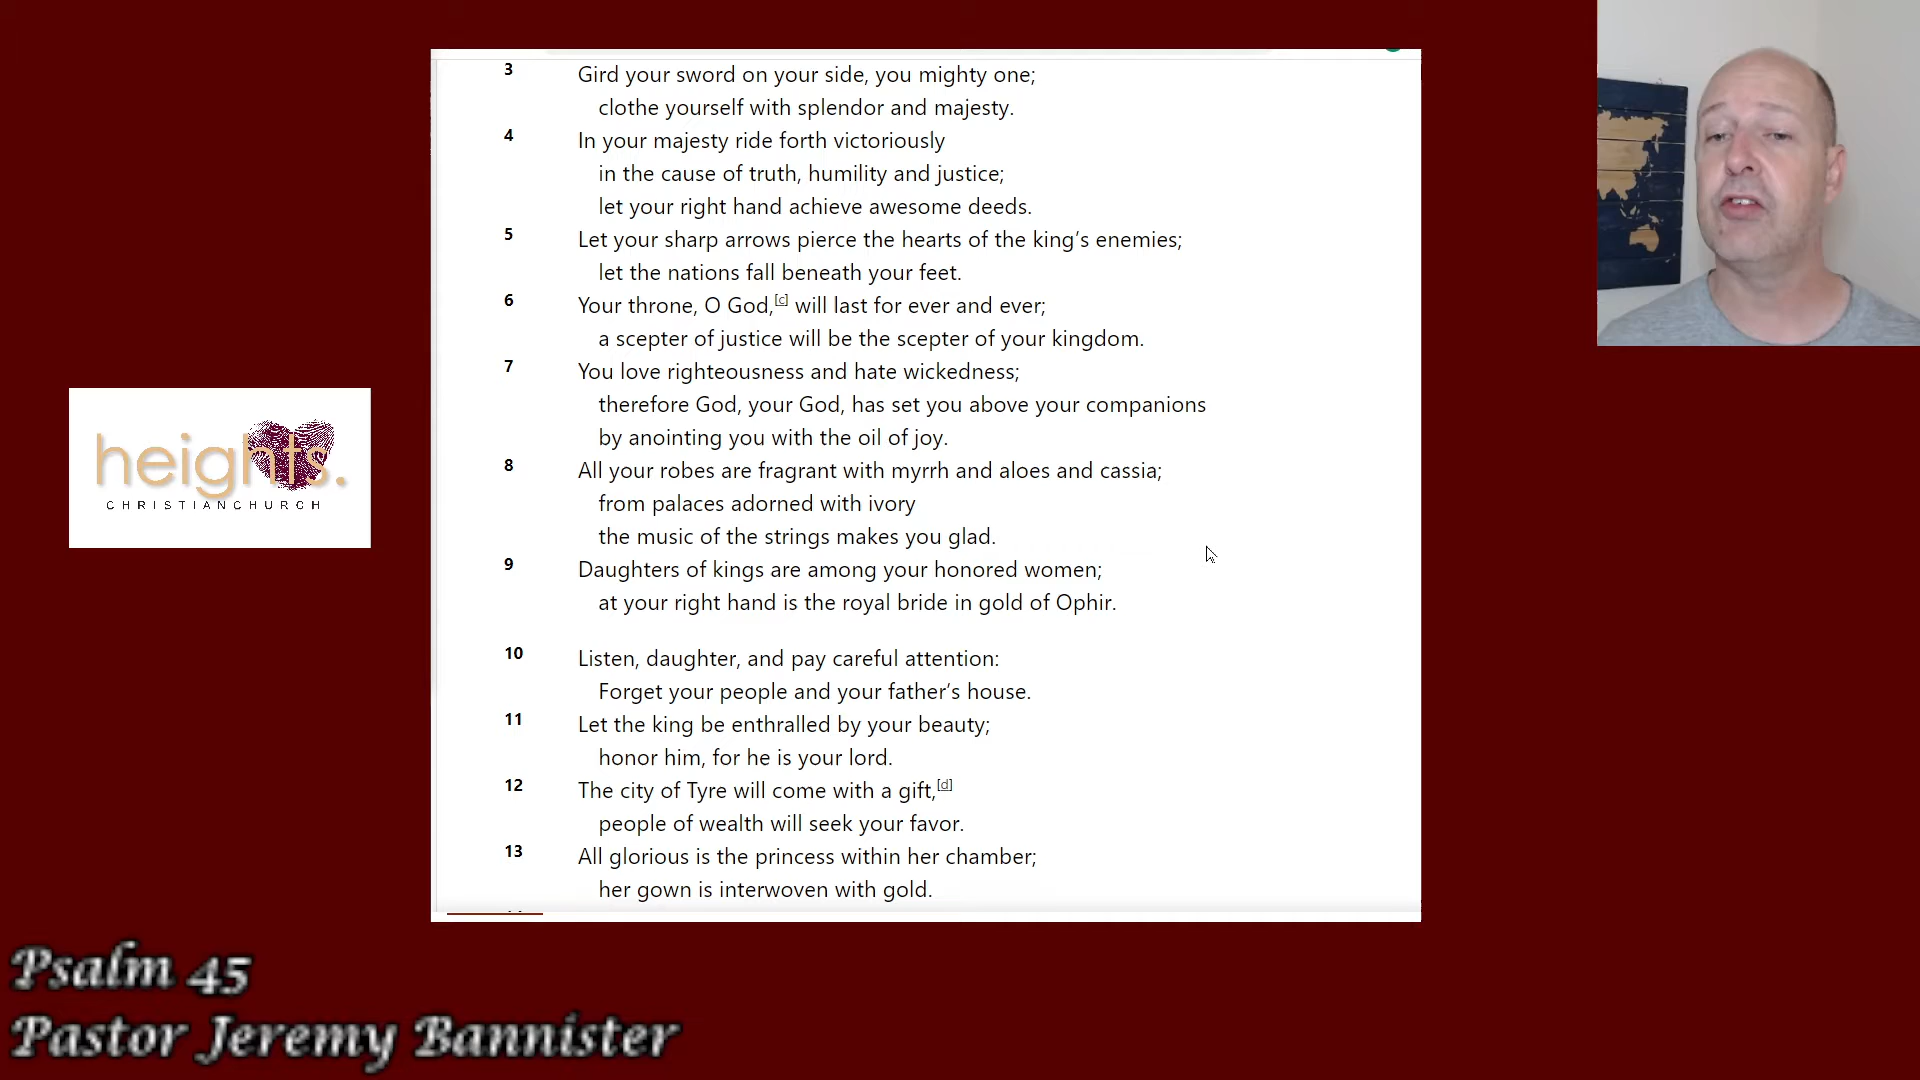 3 Gird your sword on your side, you mighty one;
clothe yourself with splendor and majesty.
4 In your majesty ride forth victoriously
in the cause of truth, humility and justice;
let your right hand achieve awesome deeds.
5 Let your sharp arrows pierce the hearts of the king’s enemies;
let the nations fall beneath your feet.
6 Your throne, O God,[c] will last for ever and ever;
a scepter of justice will be the scepter of your kingdom.
7 You love righteousness and hate wickedness;
therefore God, your God, has set you above your companions
by anointing you with the oil of joy.
8 All your robes are fragrant with myrrh and aloes and cassia;
from palaces adorned with ivory
the music of the strings makes you glad.
9 Daughters of kings are among your honored women;
at your right hand is the royal bride in gold of Ophir.
10 Listen, daughter, and pay careful attention:
Forget your people and your father’s house.
11 Let the king be enthralled by your beauty;
honor him, for he is your lord.
12 The city of Tyre will come with a gift,[d]
people of wealth will seek your favor.
13 All glorious is the princess within her chamber;
her gown is interwoven with gold.
heights.
CHRISTIANCHURCH
Psalm 45
Pastor Jeremy Bannister